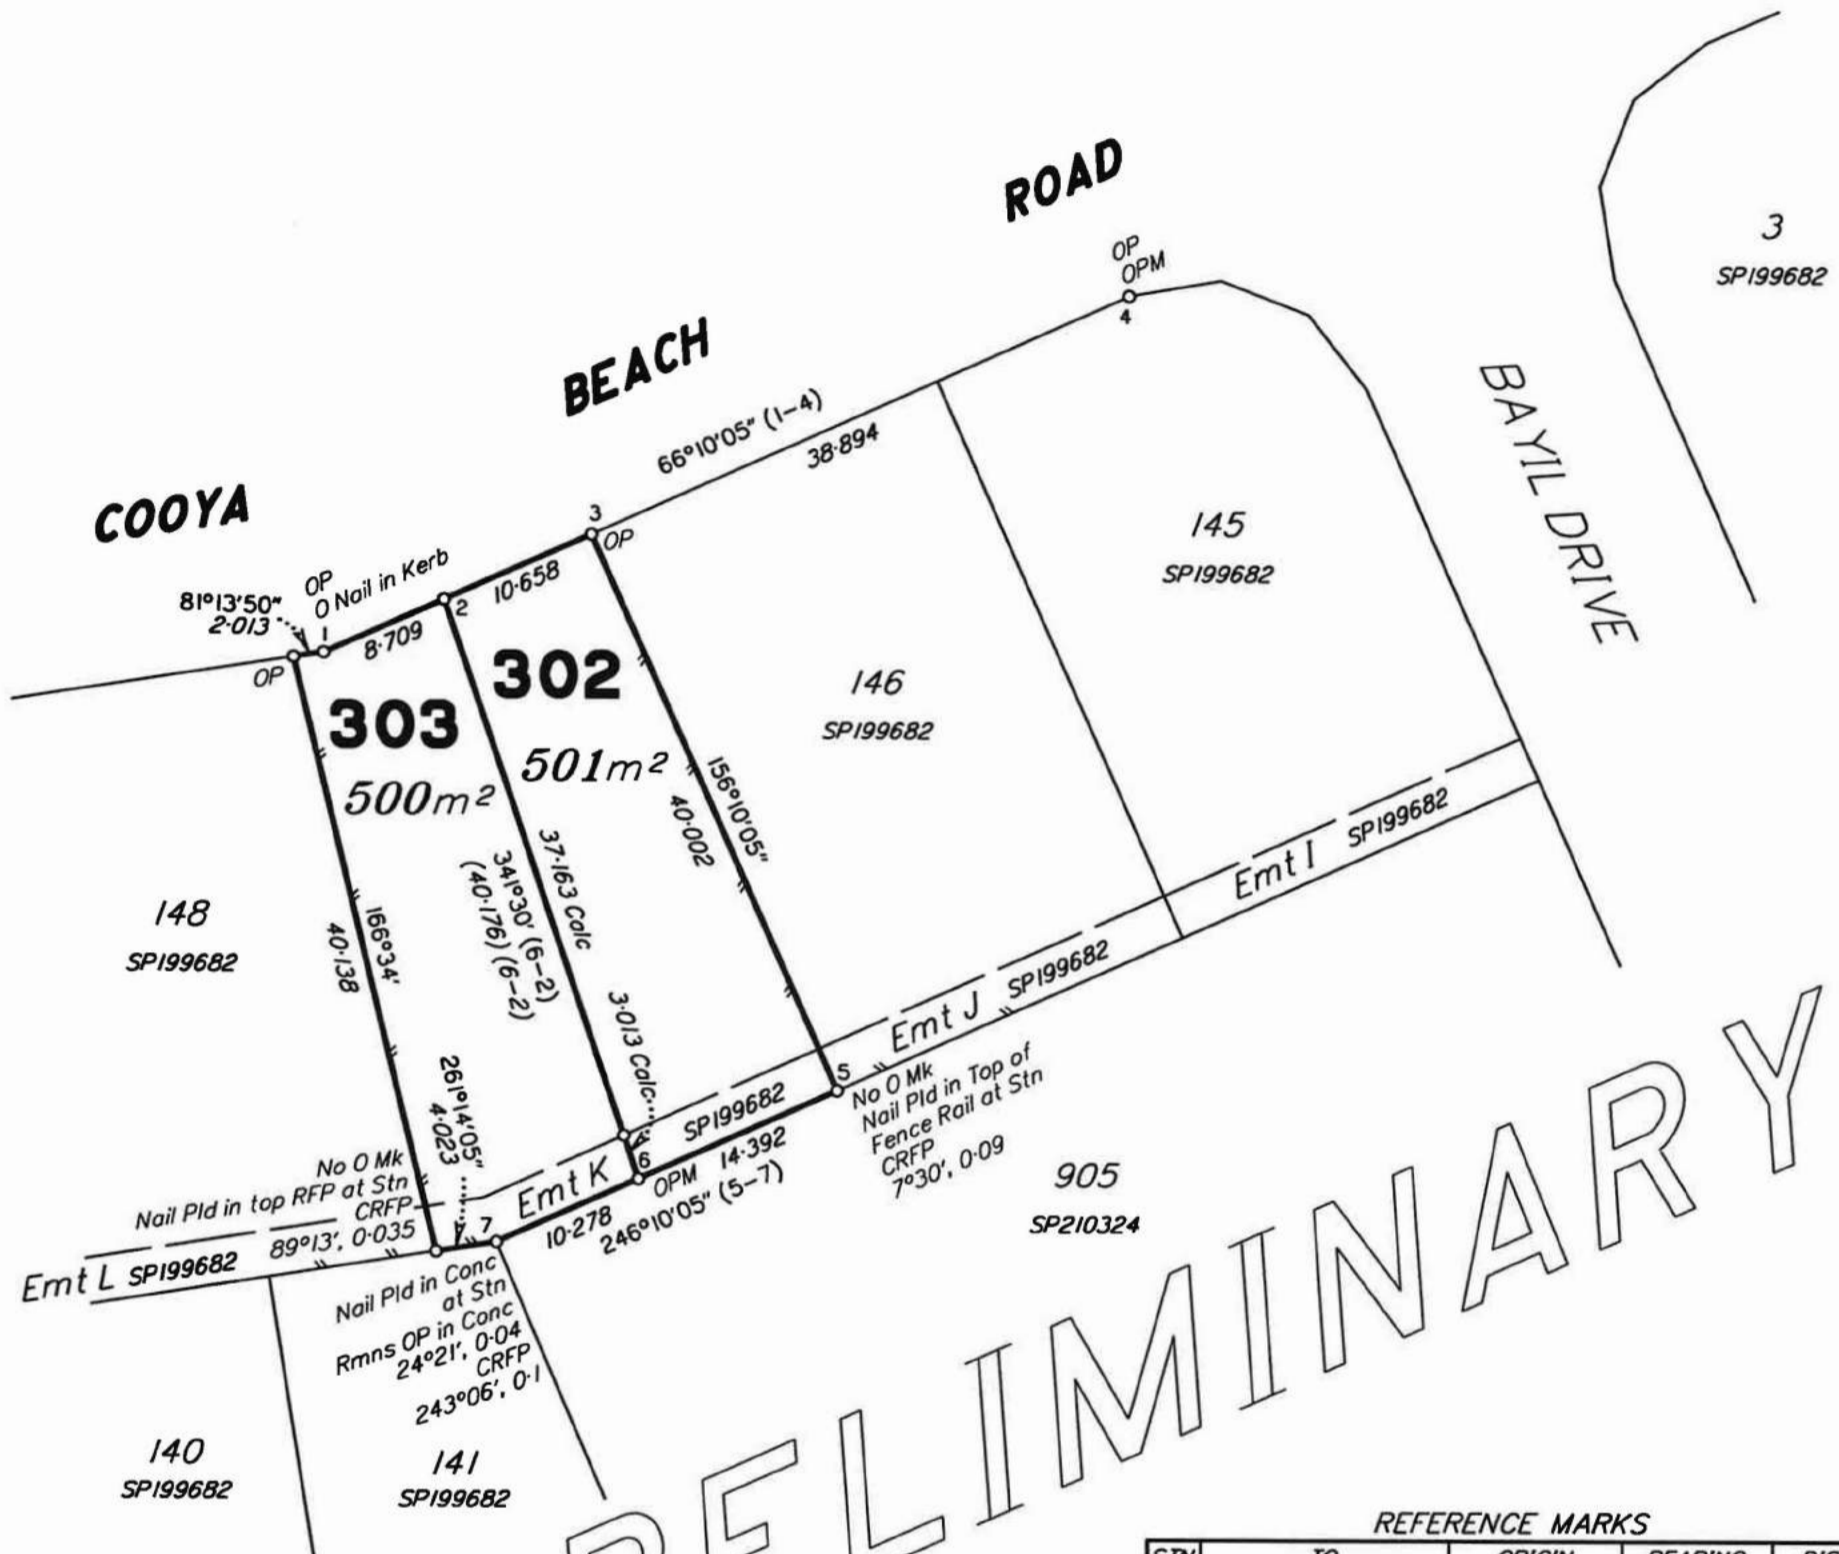 ROAD
BEACH
COOYA
OP
OPM
4
3
SP199682
BAYIL DRIVE
66°10'05" (1-4)
38·894
3
OP
81°13'50"
2·013
OP
O Nail in Kerb
1
8·709
2
10·658
OP
303
500m²
302
501m²
145
SP199682
146
SP199682
156°10'05"
40·002
37·163 Calc
341°30' (6-2)
(40·176) (6-2)
148
SP199682
166°34'
40·138
3·013 Calc
261°14'05"
4·023
Emt I SP199682
Emt J SP199682
5
No O Mk
Nail Pld in Top of
Fence Rail at Stn
CRFP
7°30', 0·09
SP199682
Emt K
6
OPM
14·392
246°10'05" (5-7)
10·278
7
No O Mk
Nail Pld in top RFP at Stn
CRFP
89°13', 0·035
Emt L SP199682
Nail Pld in Conc
at Stn
Rmns OP in Conc
24°21', 0·04
CRFP
243°06', 0·1
905
SP210324
140
SP199682
141
SP199682
RELIMINARY
REFERENCE MARKS
STN TO ORIGIN BEARING